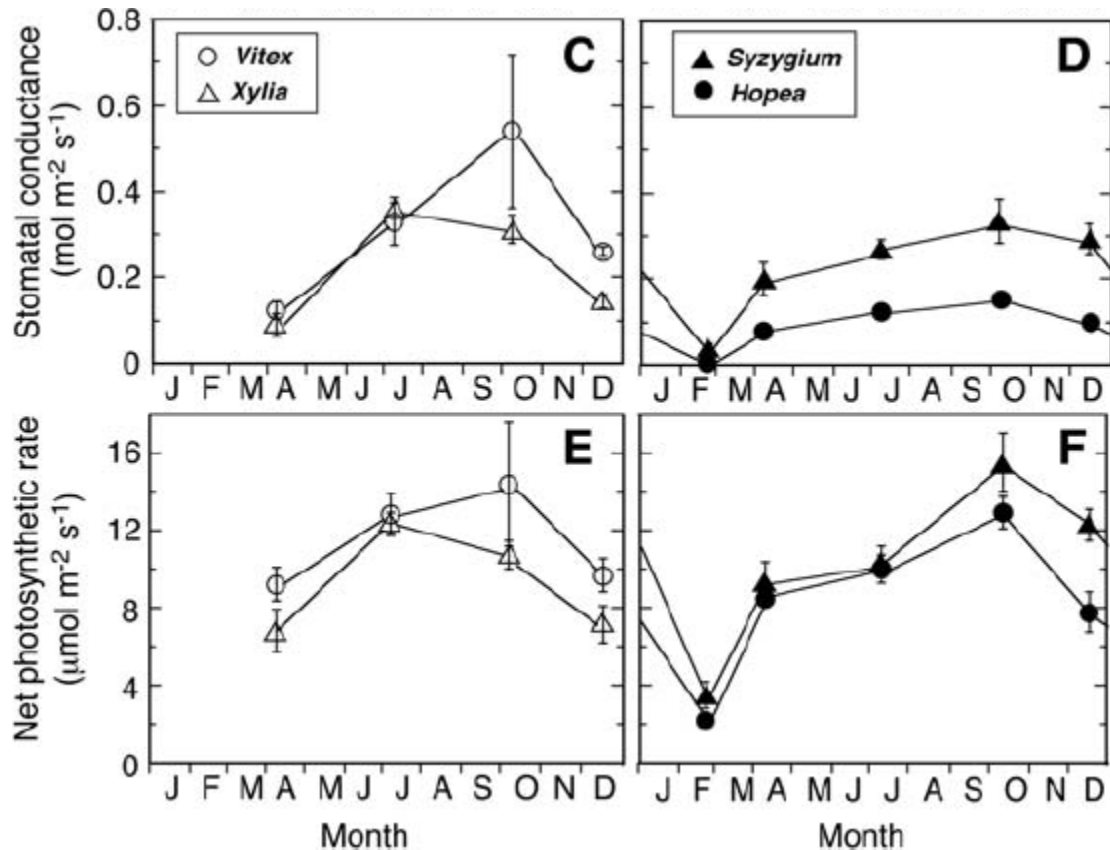 Stomatal conductance
(mol m-2 s-1)
0.8
0.6
0.4
0.2
0
Vitex
Xylia
C
J F M A M J J A S O N D
Syzygium
Hopea
D
J F M A M J J A S O N D
Net photosynthetic rate
(μmol m-2 s-1)
16
12
8
4
0
E
J F M A M J J A S O N D
Month
F
J F M A M J J A S O N D
Month